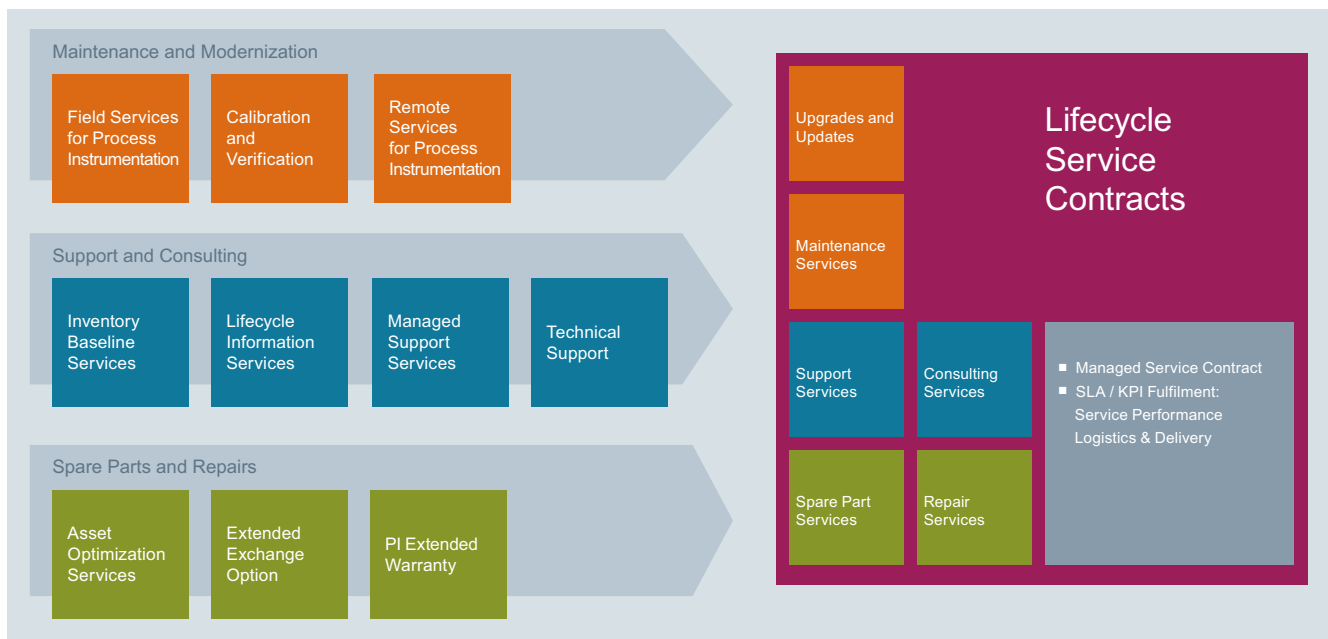 Maintenance and Modernization
Field Services
for Process
Instrumentation
Calibration
and
Verification
Remote
Services
for Process
Instrumentation
Support and Consulting
Inventory
Baseline
Services
Lifecycle
Information
Services
Managed
Support
Services
Technical
Support
Spare Parts and Repairs
Asset
Optimization
Services
Extended
Exchange
Option
PI Extended
Warranty
Lifecycle
Service
Contracts
Upgrades and
Updates
Maintenance
Services
Support
Services
Consulting
Services
■ Managed Service Contract
■ SLA / KPI Fulfilment:
Service Performance
Logistics & Delivery
Spare Part
Services
Repair
Services